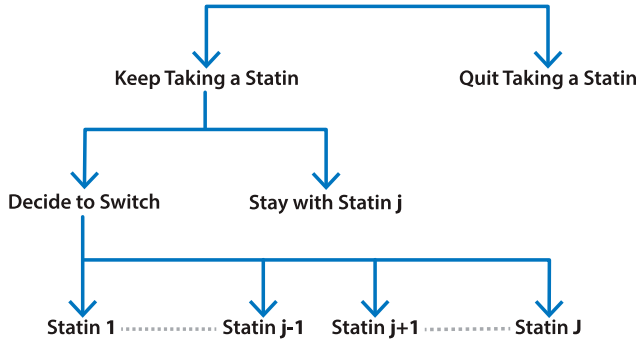 Keep Taking a Statin Quit Taking a Statin
Decide to Switch Stay with Statin j
Statin 1 Statin j-1 Statin j+1 Statin J